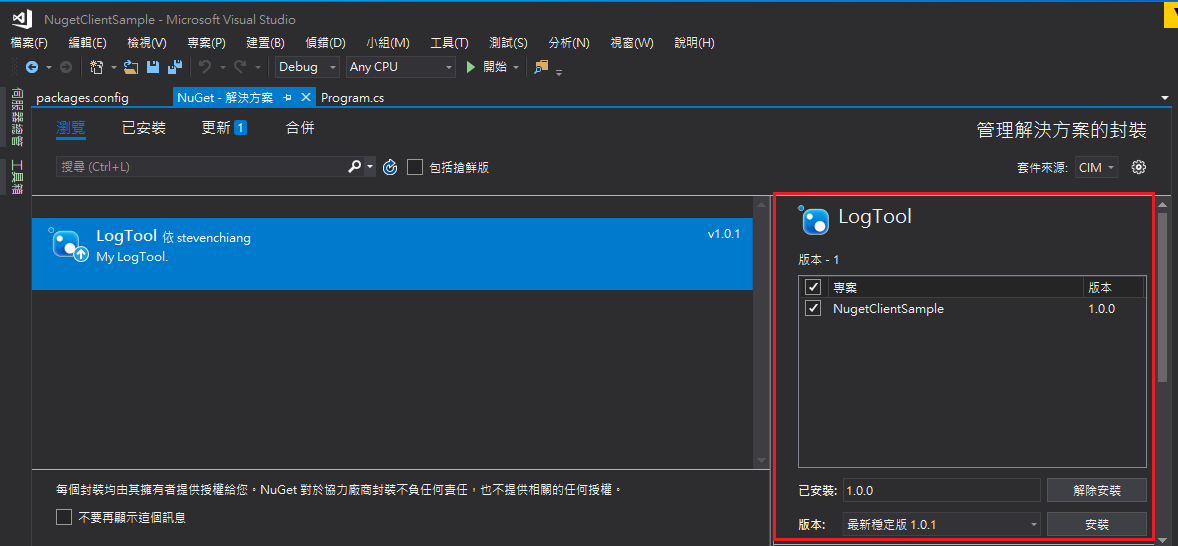 NugetClientSample - Microsoft Visual Studio
檔案(F) 編輯(E) 檢視(V) 專案(P) 建置(B) 偵錯(D) 小組(M) 工具(T) 測試(S) 分析(N) 視窗(W) 說明(H)
Debug Any CPU 開始
伺服器總管
工具箱
packages.config NuGet - 解決方案 Program.cs
瀏覽 已安裝 更新 1 合併
管理解決方案的封裝
搜尋 (Ctrl+L) 包括搶鮮版
套件來源: CIM
LogTool 依 stevenchiang v1.0.1
My LogTool.
LogTool
版本 - 1
專案 版本
NugetClientSample 1.0.0
每個封裝均由其擁有者提供授權給您。NuGet 對於協力廠商封裝不負任何責任，也不提供相關的任何授權。
不要再顯示這個訊息
已安裝: 1.0.0 解除安裝
版本: 最新穩定版 1.0.1 安裝